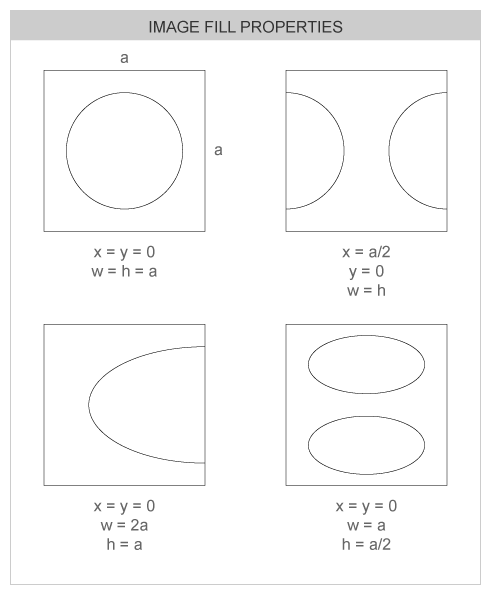 IMAGE FILL PROPERTIES
a
a
x = y = 0
w = h = a
x = a/2
y = 0
w = h
x = y = 0
w = 2a
h = a
x = y = 0
w = a
h = a/2